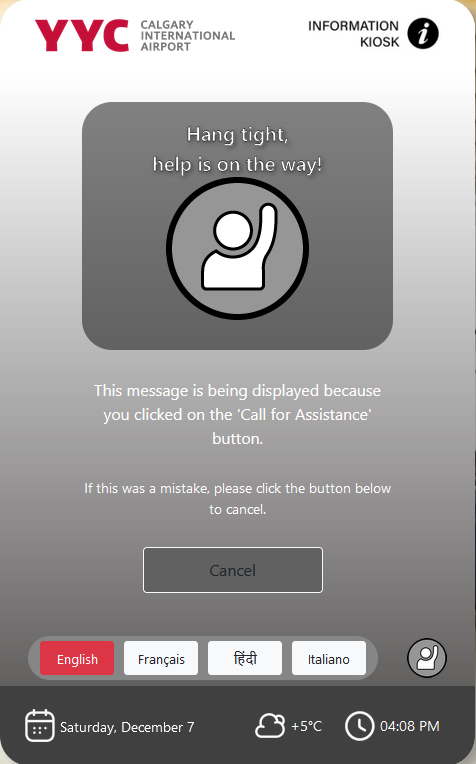 YYC
CALGARY
INTERNATIONAL
AIRPORT
INFORMATION
KIOSK
i
Hang tight,
help is on the way!
This message is being displayed because
you clicked on the 'Call for Assistance'
button.
If this was a mistake, please click the button below
to cancel.
Cancel
English Français हिंदी Italiano
Saturday, December 7 +5°C 04:08 PM